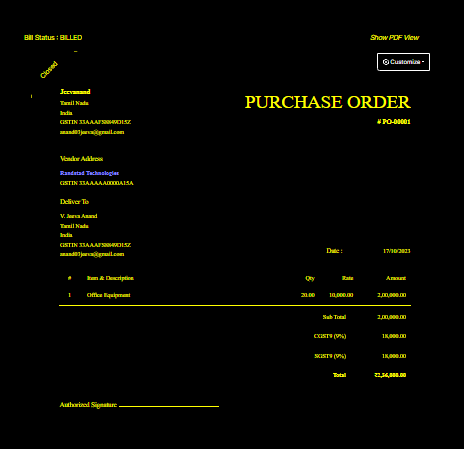 Bill Status : BILLED
Show PDF View
Customize
Closed
Jeevanand
Tamil Nadu
India
GSTIN 33AAAFS8849D15Z
anand03jeeva@gmail.com
PURCHASE ORDER
# PO-00001
Vendor Address
Randstad Technologies
GSTIN 33AAAAA0000A15A
Deliver To
V. Jeeva Anand
Tamil Nadu
India
GSTIN 33AAAFS8849D15Z
anand03jeeva@gmail.com
Date : 17/10/2023
# Item & Description Qty Rate Amount
1 Office Equipment 20.00 10,000.00 2,00,000.00
Sub Total 2,00,000.00
CGST9 (9%) 18,000.00
SGST9 (9%) 18,000.00
Total ₹2,36,000.00
Authorized Signature